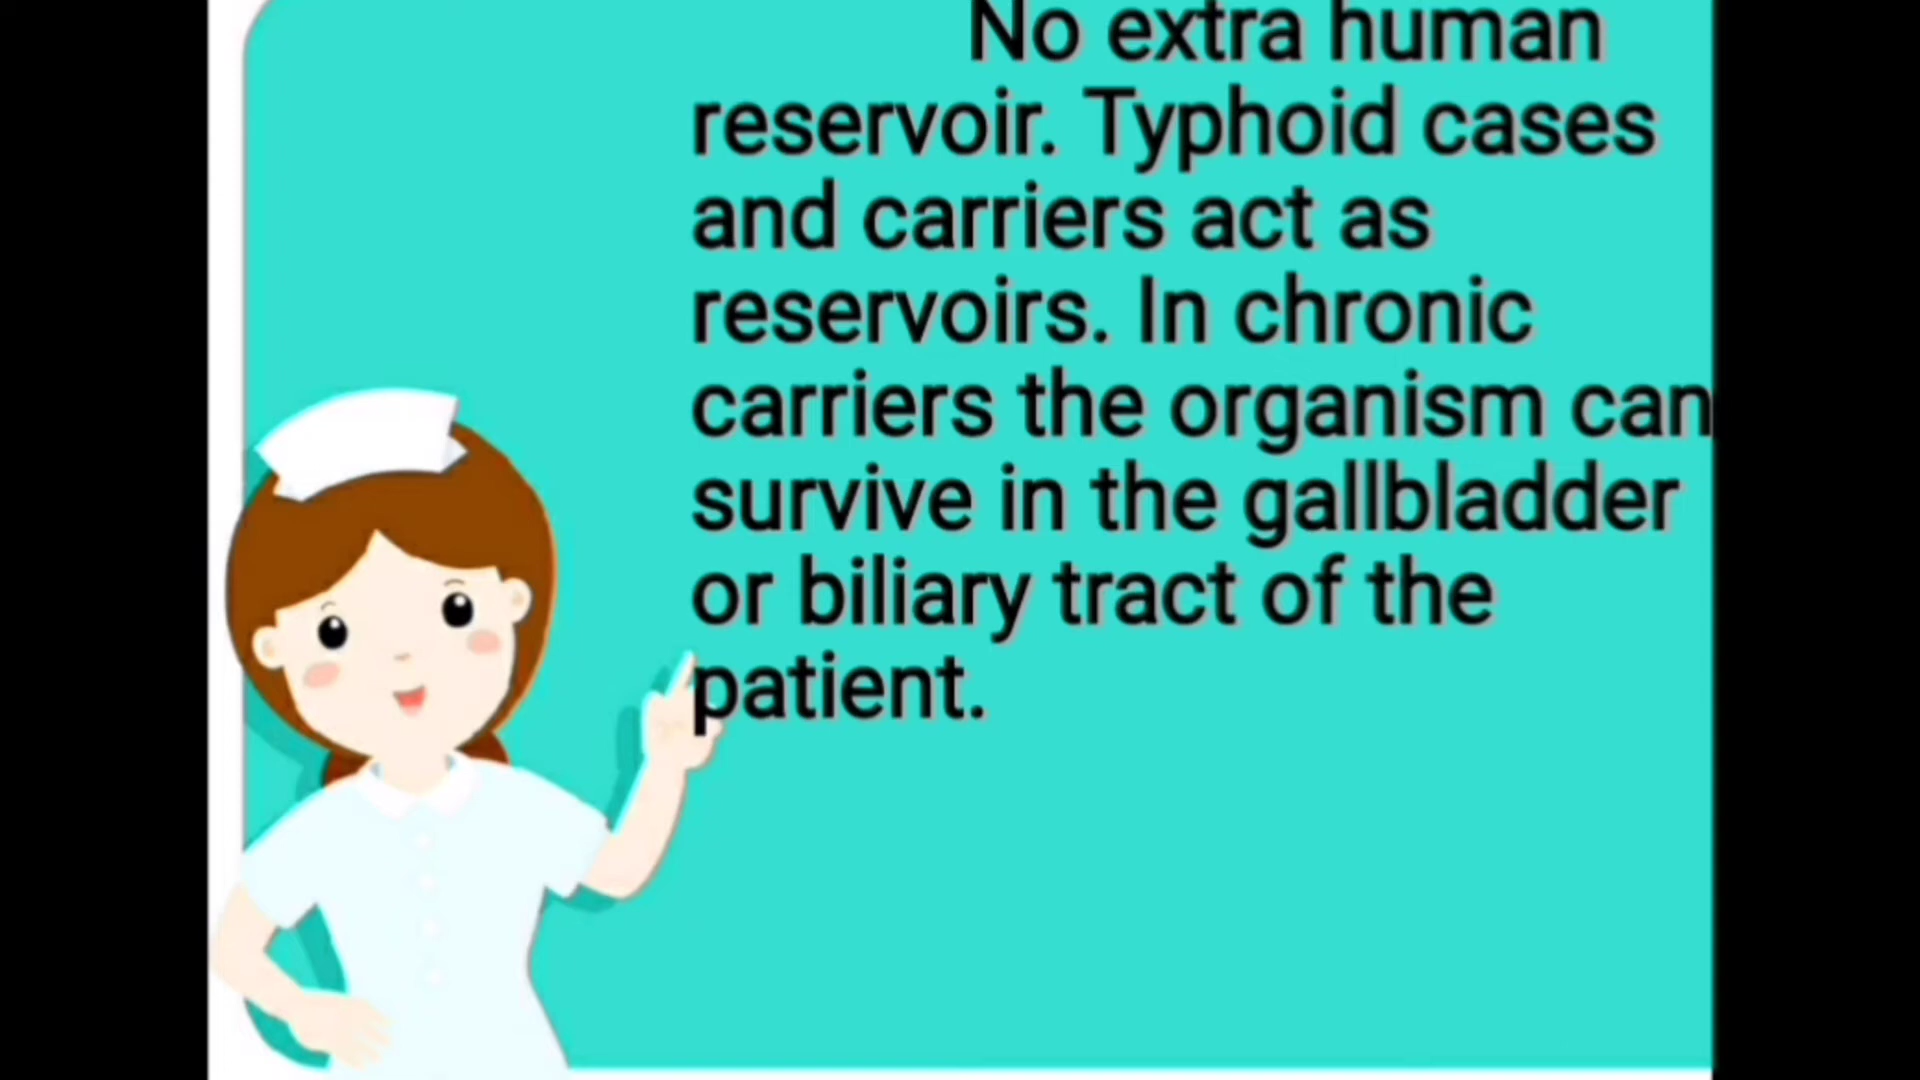 No extra human
reservoir. Typhoid cases
and carriers act as
reservoirs. In chronic
carriers the organism can
survive in the gallbladder
or biliary tract of the
patient.